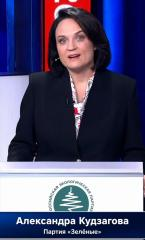 Александра Кудзагова
Партия «Зелёные»